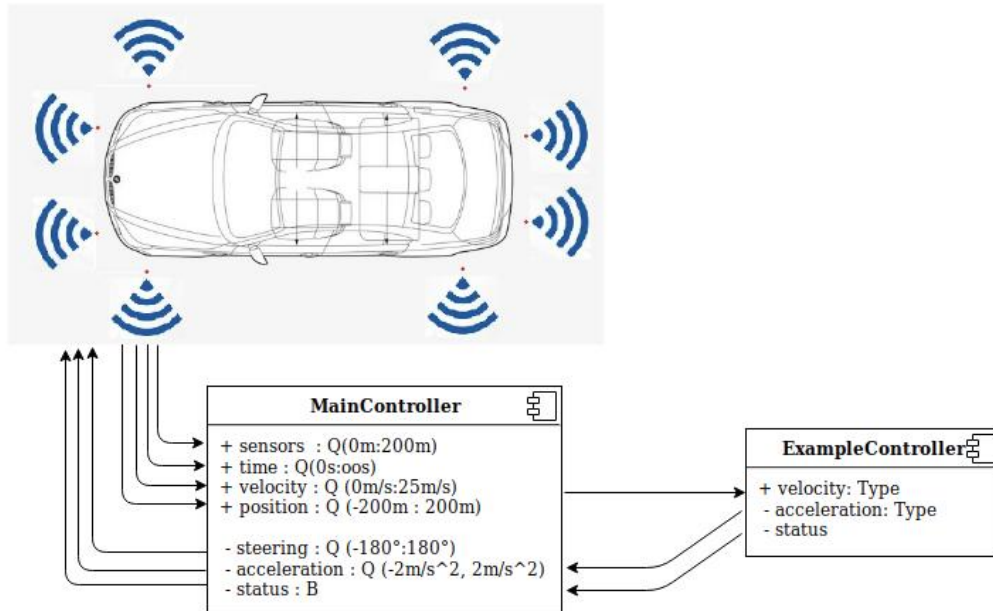 MainController
+ sensors : Q(0m:200m)
+ time : Q(0s:oos)
+ velocity : Q (0m/s:25m/s)
+ position : Q (-200m : 200m)
- steering : Q (-180°:180°)
- acceleration : Q (-2m/s^2, 2m/s^2)
- status : B
ExampleController
+ velocity: Type
- acceleration: Type
- status